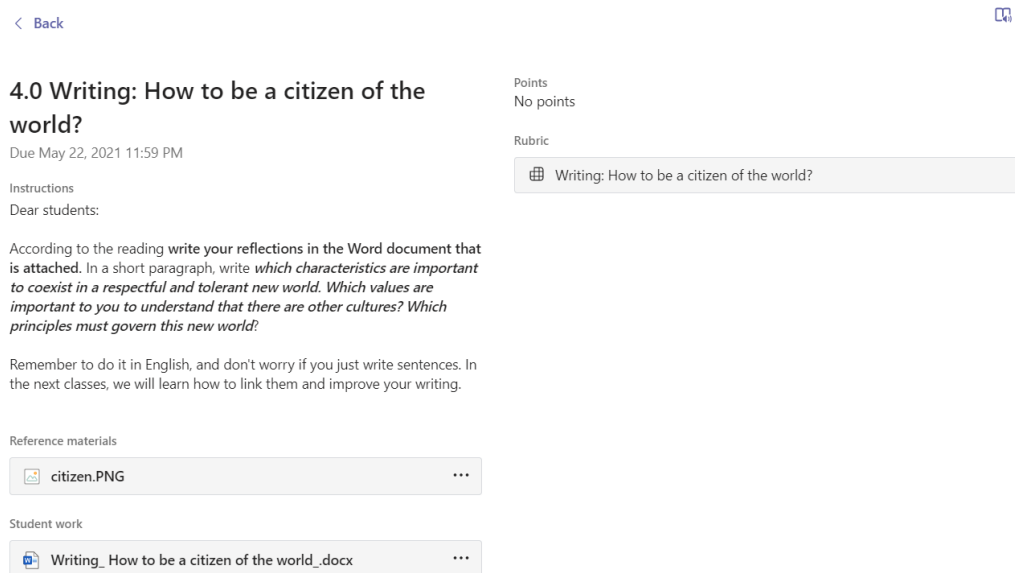 Back
4.0 Writing: How to be a citizen of the
world?
Due May 22, 2021 11:59 PM
Instructions
Dear students:
According to the reading write your reflections in the Word document that
is attached. In a short paragraph, write which characteristics are important
to coexist in a respectful and tolerant new world. Which values are
important to you to understand that there are other cultures? Which
principles must govern this new world?
Remember to do it in English, and don't worry if you just write sentences. In
the next classes, we will learn how to link them and improve your writing.
Reference materials
citizen.PNG
Student work
Writing_ How to be a citizen of the world_.docx
Points
No points
Rubric
Writing: How to be a citizen of the world?